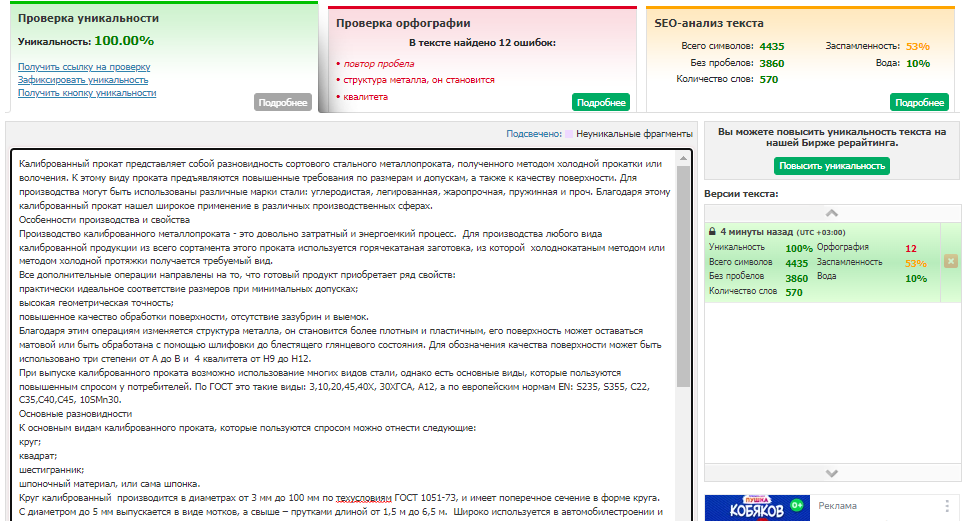 Проверка уникальности
Уникальность: 100.00%
Получить ссылку на проверку
Зафиксировать уникальность
Получить кнопку уникальности
Подробнее
Проверка орфографии
В тексте найдено 12 ошибок:
• повтор пробела
• структура металла, он становится
• квалитета
Подробнее
SEO-анализ текста
Всего символов: 4435 Заспамленность: 53%
Без пробелов: 3860 Вода: 10%
Количество слов: 570
Подробнее
Подсвечено: Неуникальные фрагменты
Калиброванный прокат представляет собой разновидность сортового стального металлопроката, полученного методом холодной прокатки или
волочения. К этому виду проката предъявляются повышенные требования по размерам и допускам, а также к качеству поверхности. Для
производства могут быть использованы различные марки стали: углеродистая, легированная, жаропрочная, пружинная и проч. Благодаря этому
калиброванный прокат нашел широкое применение в различных производственных сферах.
Особенности производства и свойства
Производство калиброванного металлопроката - это довольно затратный и энергоемкий процесс.  Для производства любого вида
калиброванной продукции из всего сортамента этого проката используется горячекатаная заготовка, из которой  холоднокатаным методом или
методом холодной протяжки получается требуемый вид.
Все дополнительные операции направлены на то, что готовый продукт приобретает ряд свойств:
практически идеальное соответствие размеров при минимальных допусках;
высокая геометрическая точность;
повышенное качество обработки поверхности, отсутствие зазубрин и выемок.
Благодаря этим операциям изменяется структура металла, он становится более плотным и пластичным, его поверхность может оставаться
матовой или быть обработана с помощью шлифовки до блестящего глянцевого состояния. Для обозначения качества поверхности может быть
использовано три степени от А до В и  4 квалитета от Н9 до Н12.
При выпуске калиброванного проката возможно использование многих видов стали, однако есть основные виды, которые пользуются
повышенным спросом у потребителей. По ГОСТ это такие виды: 3,10,20,45,40Х, 30ХГСА, А12, а по европейским нормам EN: S235, S355, С22,
С35,С40,С45, 10SMn30.
Основные разновидности
К основным видам калиброванного проката, которые пользуются спросом можно отнести следующие:
круг;
квадрат;
шестигранник;
шпоночный материал, или сама шпонка.
Круг калиброванный  производится в диаметрах от 3 мм до 100 мм по техусловиям ГОСТ 1051-73, и имеет поперечное сечение в форме круга.
С диаметром до 5 мм выпускается в виде мотков, а свыше – прутками длиной от 1,5 м до 6,5 м.  Широко используется в автомобилестроении и
Вы можете повысить уникальность текста на
нашей Бирже рерайтинга.
Повысить уникальность
Версии текста:
4 минуты назад (UTC +03:00)
Уникальность 100% Орфография 12
Всего символов 4435 Заспамленность 53%
Без пробелов 3860 Вода 10%
Количество слов 570
ПУШКА
КОБЯКОВ
0+
Реклама